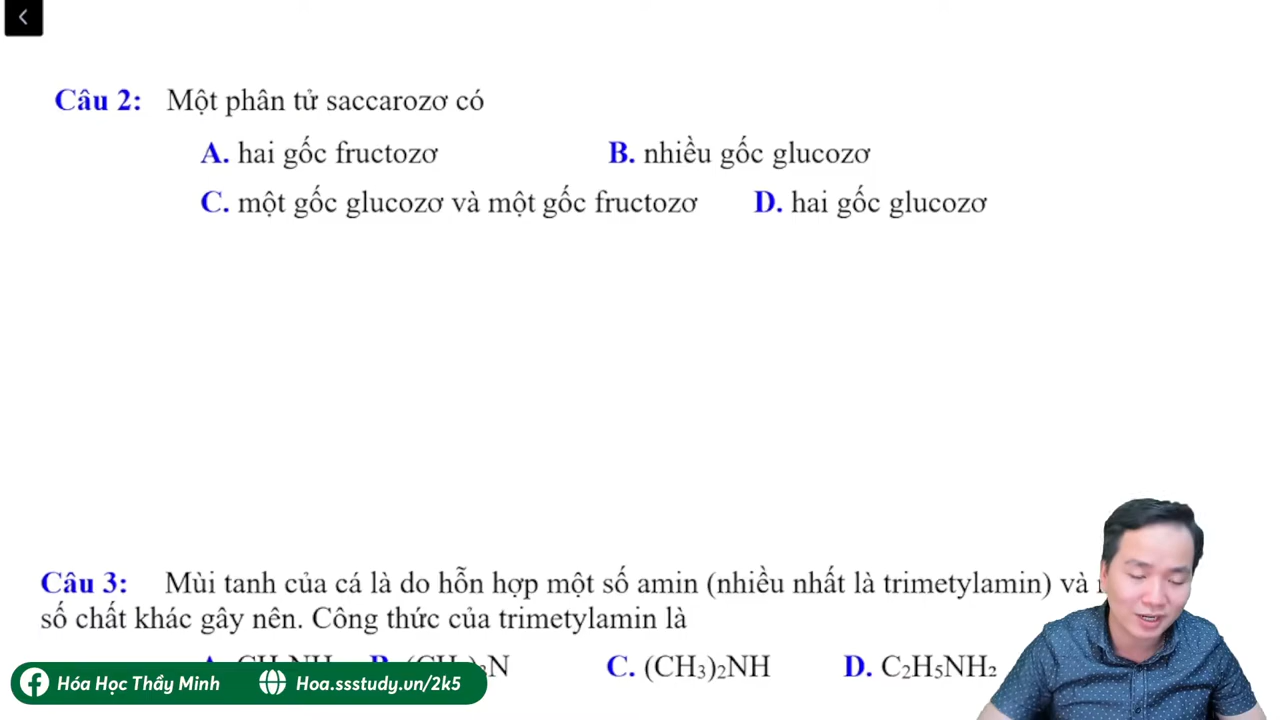 Câu 2: Một phân tử saccarozơ có
A. hai gốc fructozơ B. nhiều gốc glucozơ
C. một gốc glucozơ và một gốc fructozơ D. hai gốc glucozơ
Câu 3: Mùi tanh của cá là do hỗn hợp một số amin (nhiều nhất là trimetylamin) và
số chất khác gây nên. Công thức của trimetylamin là
C. (CH₃)₂NH D. C₂H₅NH₂
Hóa Học Thầy Minh Hoa.ssstudy.vn/2k5